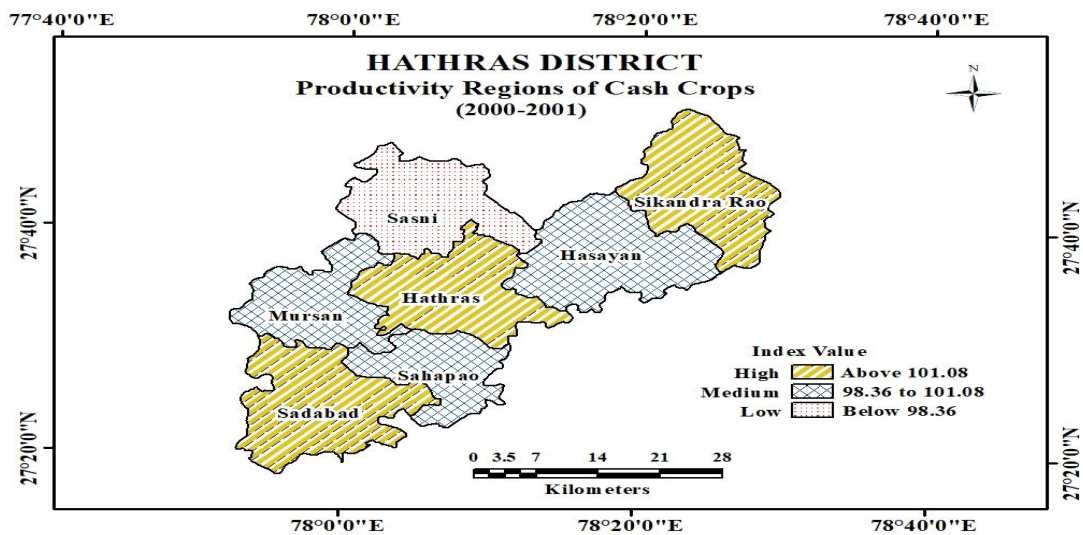 77°40'0"E 78°0'0"E 78°20'0"E 78°40'0"E
HATHRAS DISTRICT
Productivity Regions of Cash Crops
(2000-2001)
N
Sikandra Rao
Sasni
27°40'0"N
27°40'0"N
Hasayan
Hathras
Mursan
Index Value
Sahapao
High Above 101.08
Medium 98.36 to 101.08
Sadabad
Low Below 98.36
27°20'0"N
27°20'0"N
0 3.5 7 14 21 28
Kilometers
78°0'0"E 78°20'0"E 78°40'0"E